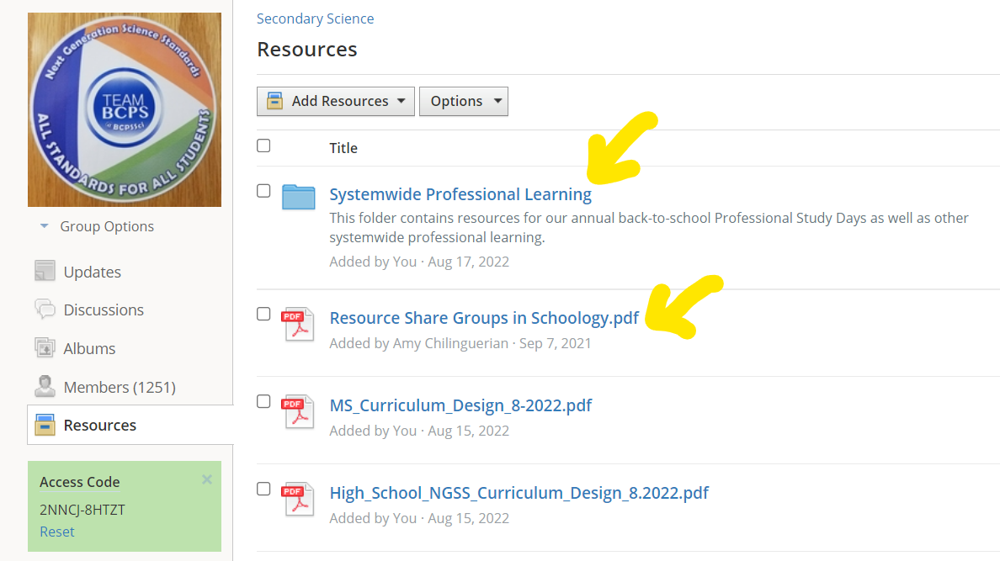 Next Generation Science Standards
TEAM
BCPS
@BCPSSci
ALL STANDARDS FOR ALL STUDENTS
Group Options
Updates
Discussions
Albums
Members (1251)
Resources
Access Code
2NNCJ-8HTZT
Reset
Secondary Science
Resources
Add Resources
Options
Title
Systemwide Professional Learning
This folder contains resources for our annual back-to-school Professional Study Days as well as other
systemwide professional learning.
Added by You · Aug 17, 2022
PDF
Resource Share Groups in Schoology.pdf
Added by Amy Chilinguerian · Sep 7, 2021
PDF
MS_Curriculum_Design_8-2022.pdf
Added by You · Aug 15, 2022
PDF
High_School_NGSS_Curriculum_Design_8.2022.pdf
Added by You · Aug 15, 2022